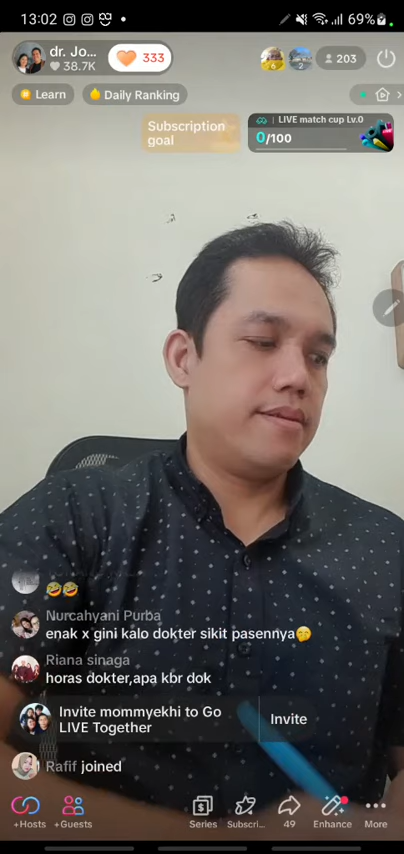 13:02
69%
dr. Jo...
38.7K
333
6
2
203
Learn
Daily Ranking
Subscription
goal
LIVE match cup Lv.0
0/100
🤣🤣
Nurcahyani Purba
enak x gini kalo dokter sikit pasennya🤭
Riana sinaga
horas dokter,apa kbr dok
Invite mommyekhi to Go
LIVE Together
Invite
Rafif joined
+Hosts
+Guests
Series
Subscri...
49
Enhance
More